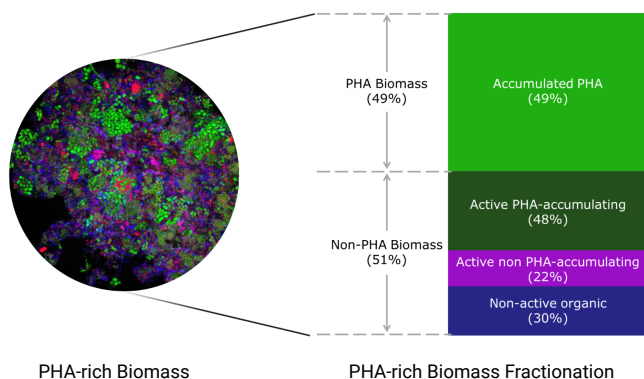 PHA Biomass
(49%)
Accumulated PHA
(49%)
Non-PHA Biomass
(51%)
Active PHA-accumulating
(48%)
Active non PHA-accumulating
(22%)
Non-active organic
(30%)
PHA-rich Biomass
PHA-rich Biomass Fractionation